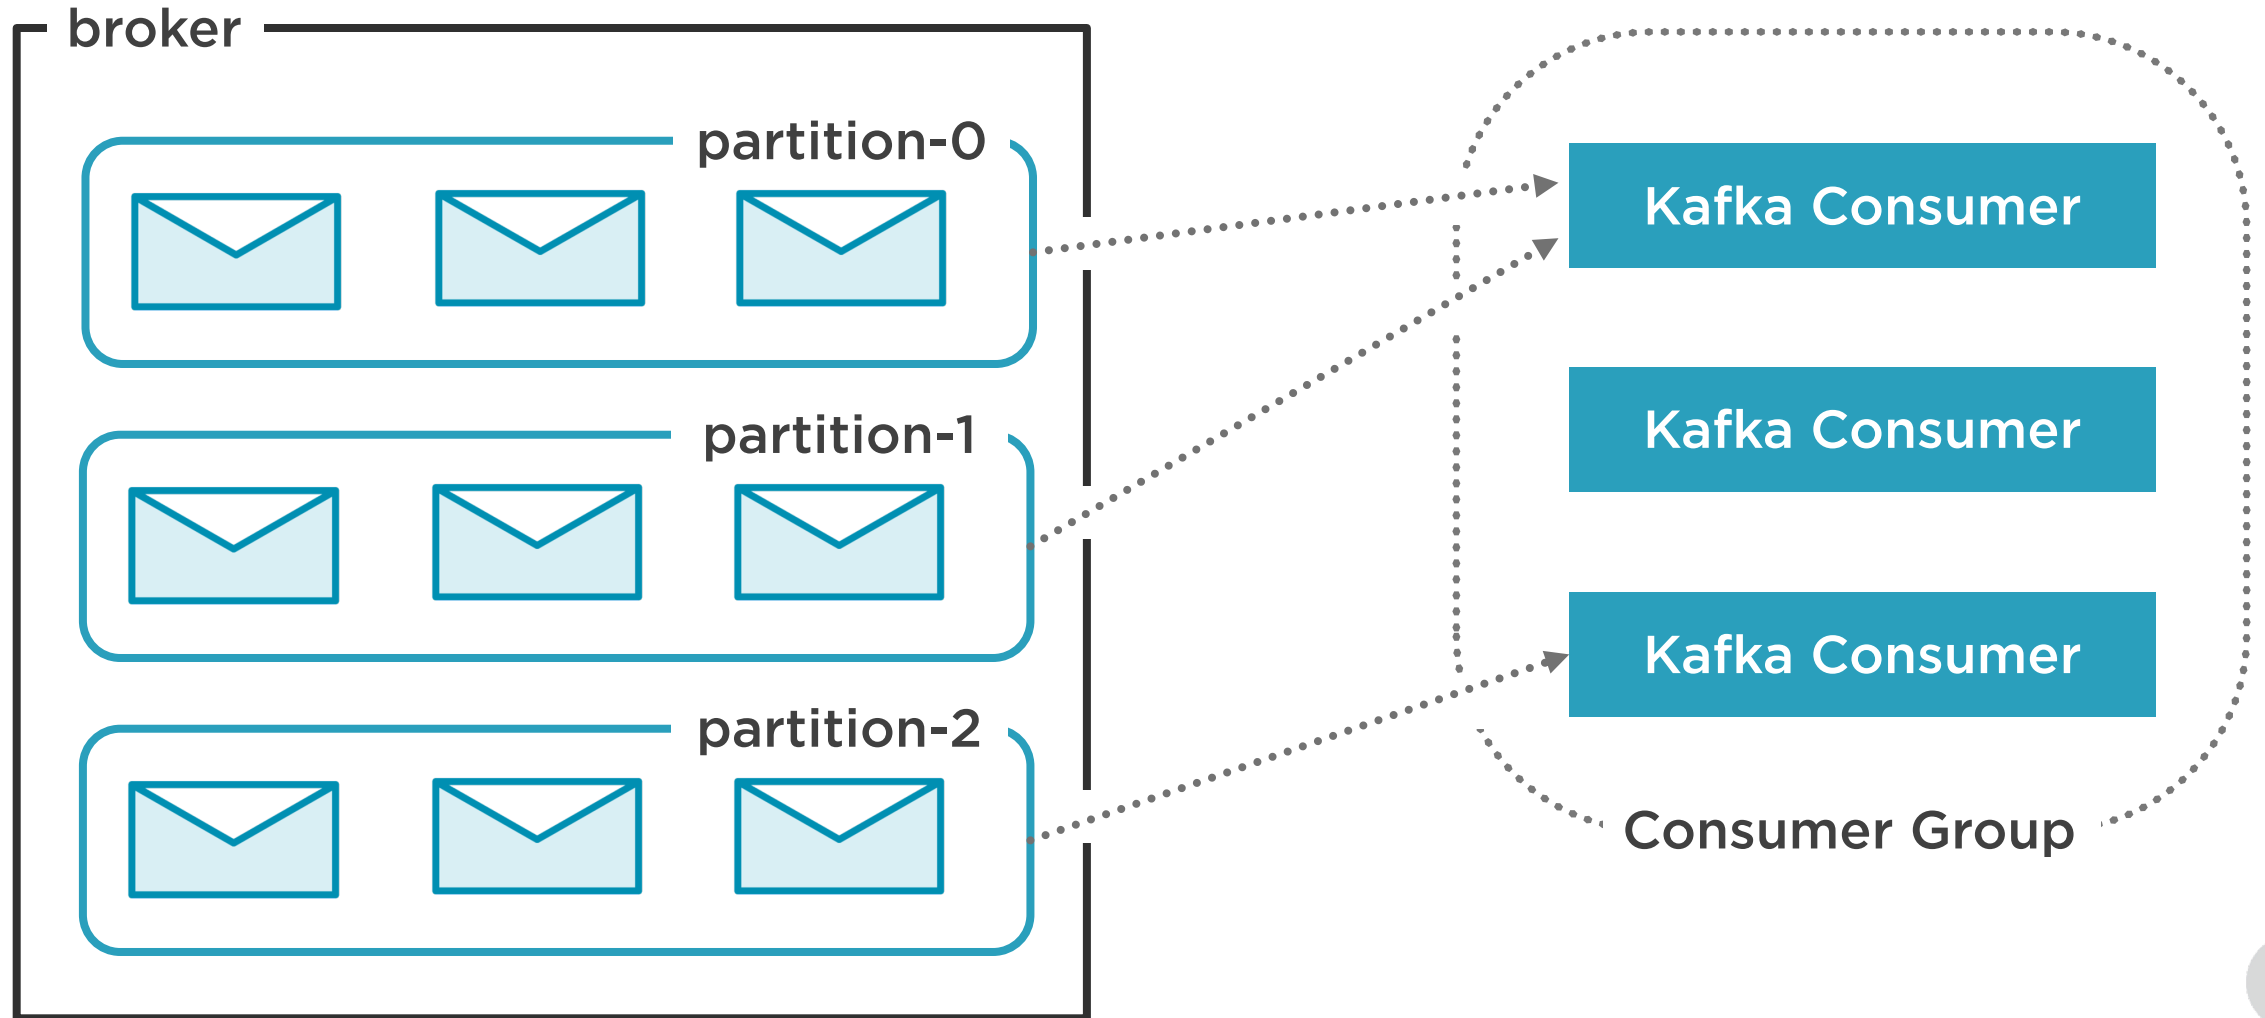 broker
partition-0
partition-1
partition-2
Kafka Consumer
Kafka Consumer
Kafka Consumer
Consumer Group